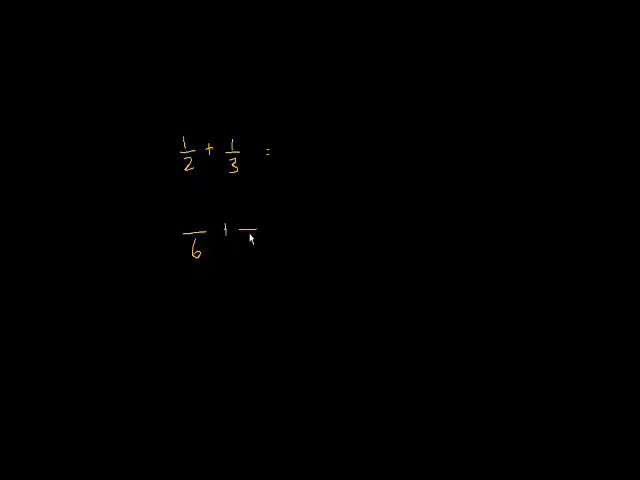 1/2 + 1/3 =
/6 + /